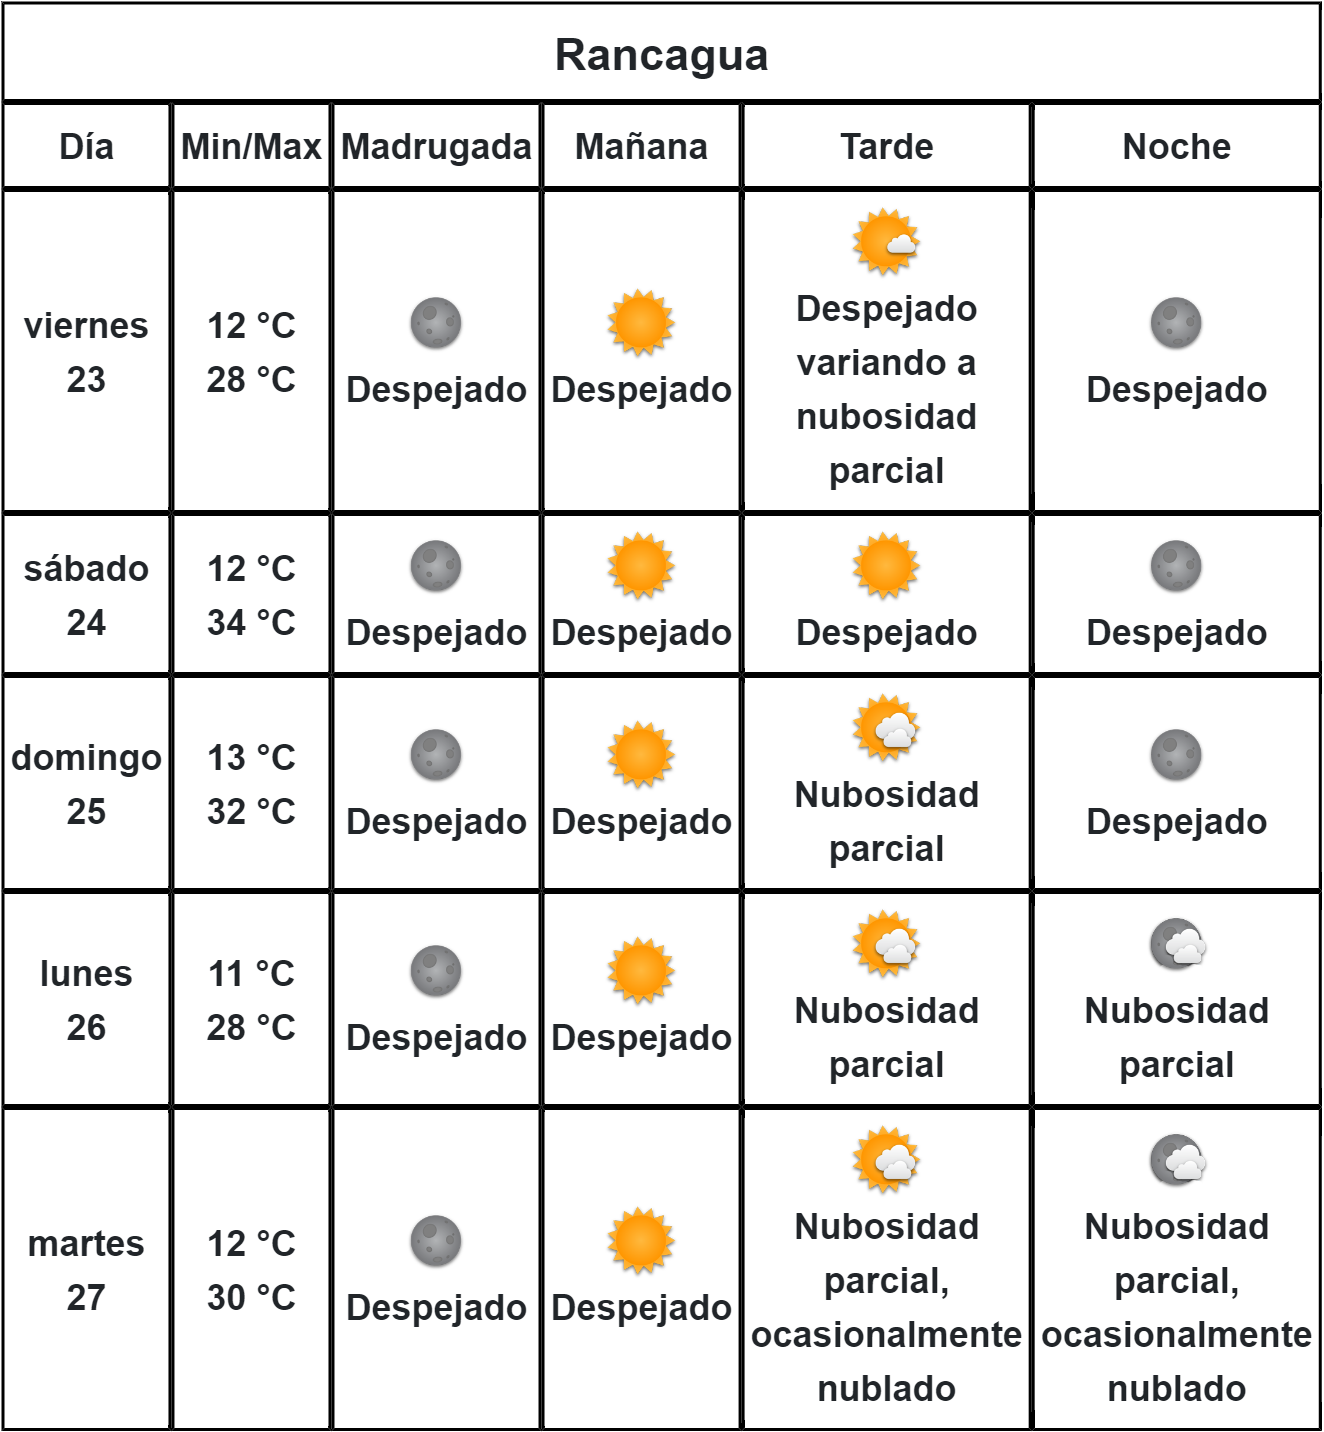 Rancagua
Día Min/Max Madrugada Mañana Tarde Noche
viernes
23
12 °C
28 °C
Despejado
Despejado
Despejado
variando a
nubosidad
parcial
Despejado
sábado
24
12 °C
34 °C
Despejado
Despejado
Despejado
Despejado
domingo
25
13 °C
32 °C
Despejado
Despejado
Nubosidad
parcial
Despejado
lunes
26
11 °C
28 °C
Despejado
Despejado
Nubosidad
parcial
Nubosidad
parcial
martes
27
12 °C
30 °C
Despejado
Despejado
Nubosidad
parcial,
ocasionalmente
nublado
Nubosidad
parcial,
ocasionalmente
nublado